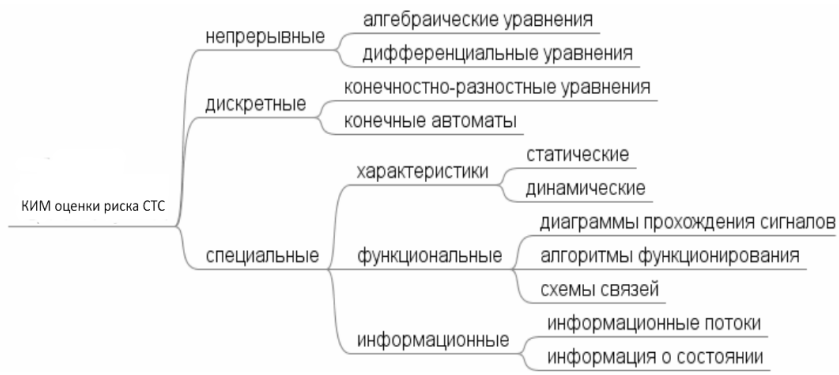 КИМ оценки риска СТС
непрерывные
алгебраические уравнения
дифференциальные уравнения
дискретные
конечностно-разностные уравнения
конечные автоматы
специальные
характеристики
статические
динамические
функциональные
диаграммы прохождения сигналов
алгоритмы функционирования
схемы связей
информационные
информационные потоки
информация о состоянии